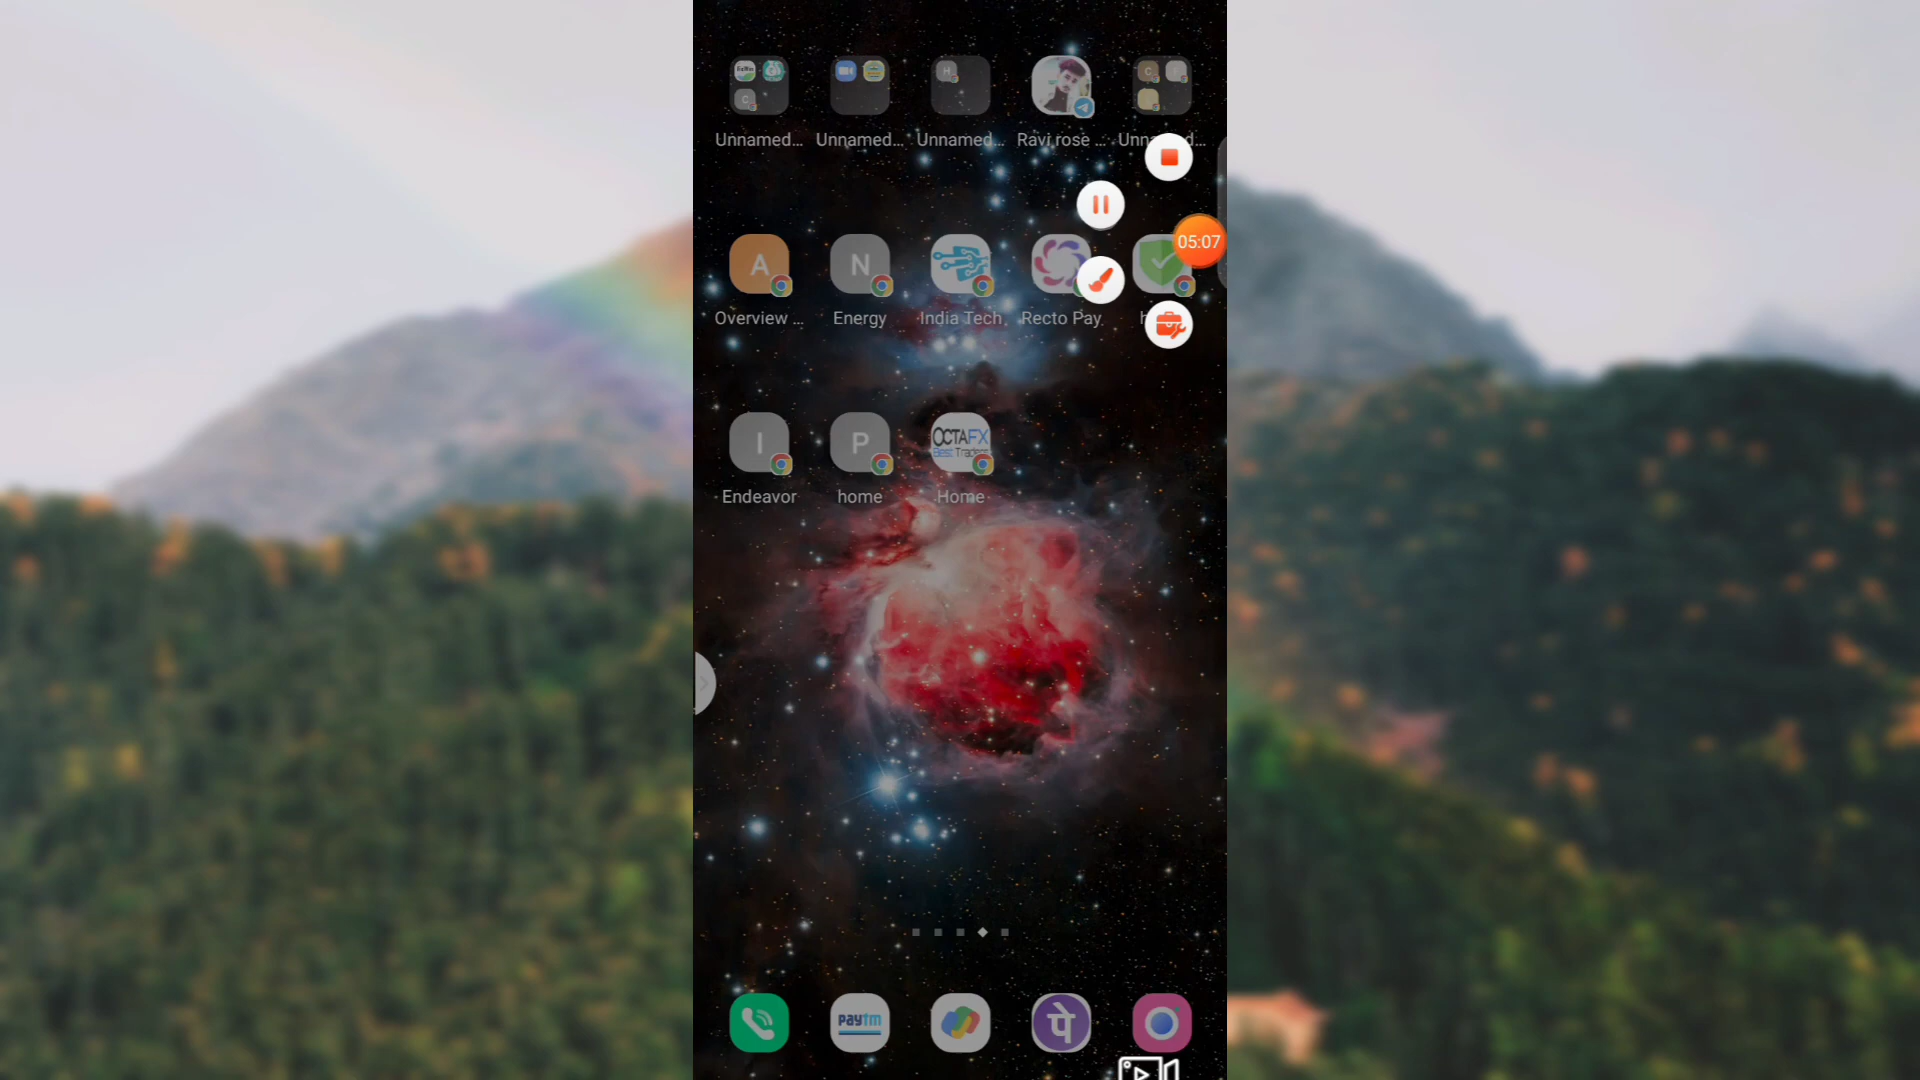 Unnamed... Unnamed... Unnamed... Ravi rose ...
05:07
A N
Overview ... Energy India Tech Recto Pay
I P OCTAFX
Endeavor home Home
paytm पे